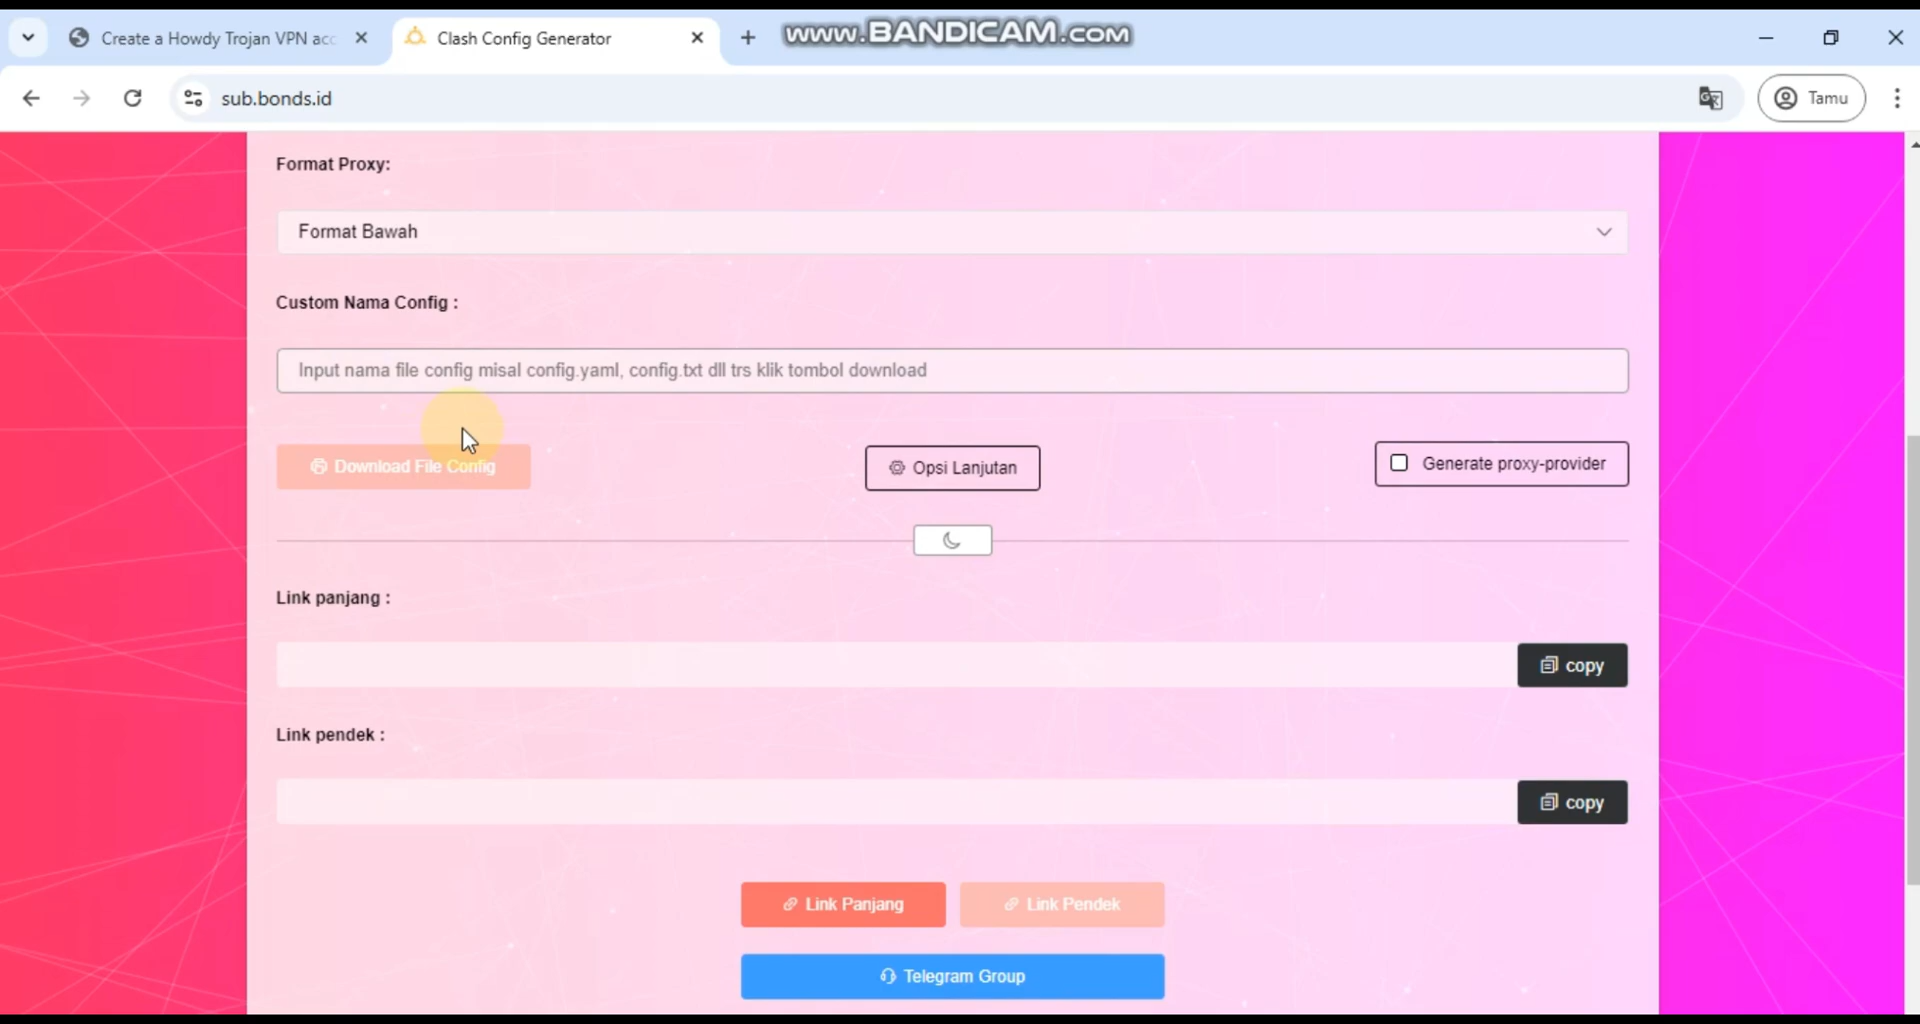 Create a Howdy Trojan VPN acc
Clash Config Generator
www.BANDICAM.com
sub.bonds.id
Tamu
Format Proxy:
Format Bawah
Custom Nama Config :
Input nama file config misal config.yaml, config.txt dll trs klik tombol download
Download File Config
Opsi Lanjutan
Generate proxy-provider
Link panjang :
copy
Link pendek :
copy
Link Panjang
Link Pendek
Telegram Group